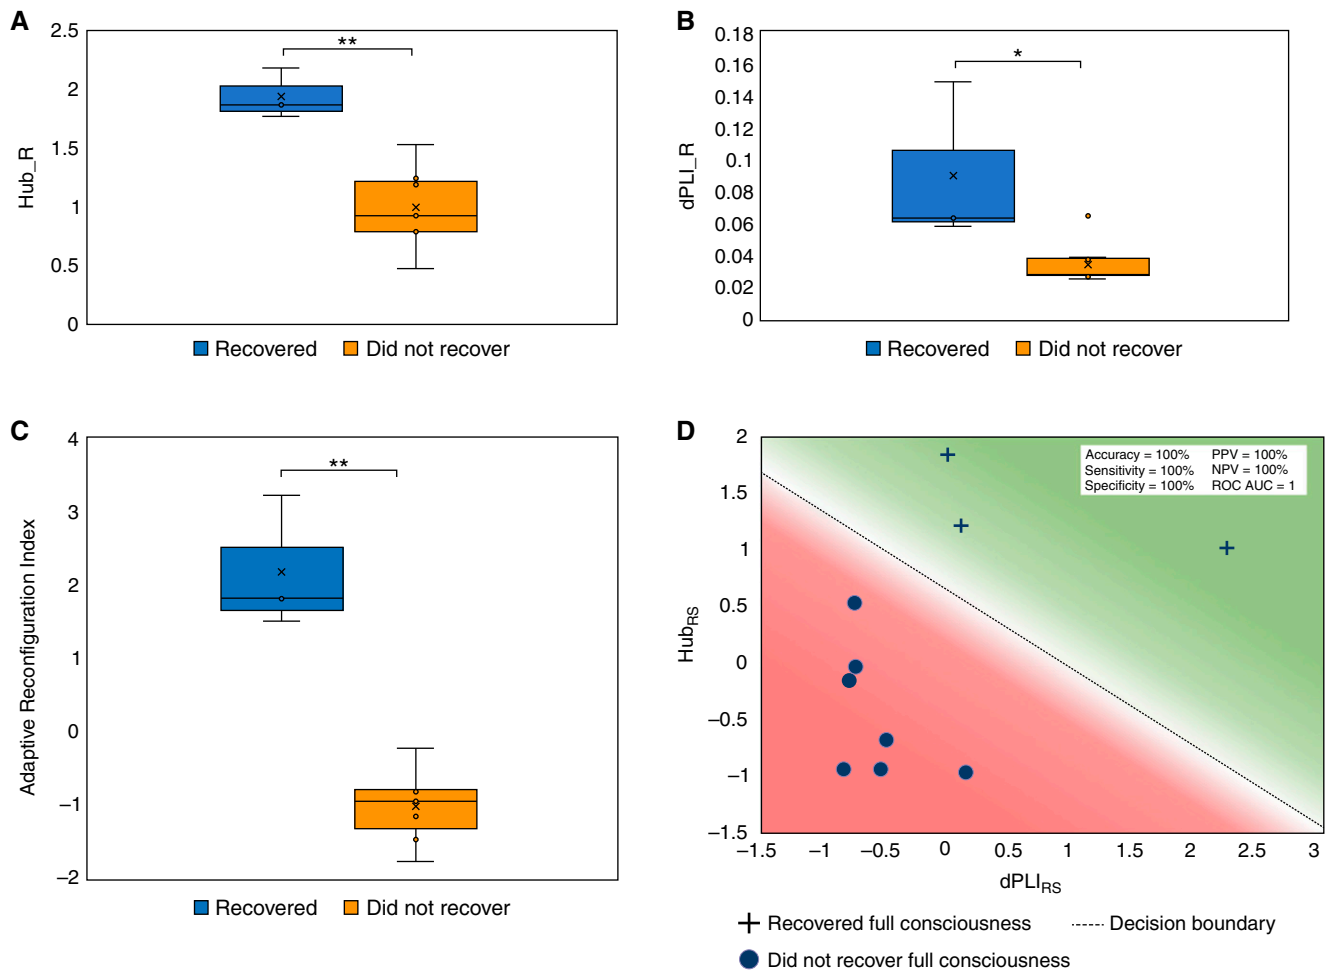 A
2.5
2
1.5
1
0.5
0
Hub_R
**
Recovered
Did not recover
B
0.18
0.16
0.14
0.12
0.1
0.08
0.06
0.04
0.02
0
dPLI_R
*
Recovered
Did not recover
C
4
3
2
1
0
–1
–2
Adaptive Reconfiguration Index
**
Recovered
Did not recover
D
2
1.5
1
0.5
0
–0.5
–1
–1.5
HubRS
Accuracy = 100% PPV = 100%
Sensitivity = 100% NPV = 100%
Specificity = 100% ROC AUC = 1
–1.5 –1 –0.5 0 0.5 1 1.5 2 2.5 3
dPLIRS
Recovered full consciousness
Decision boundary
Did not recover full consciousness